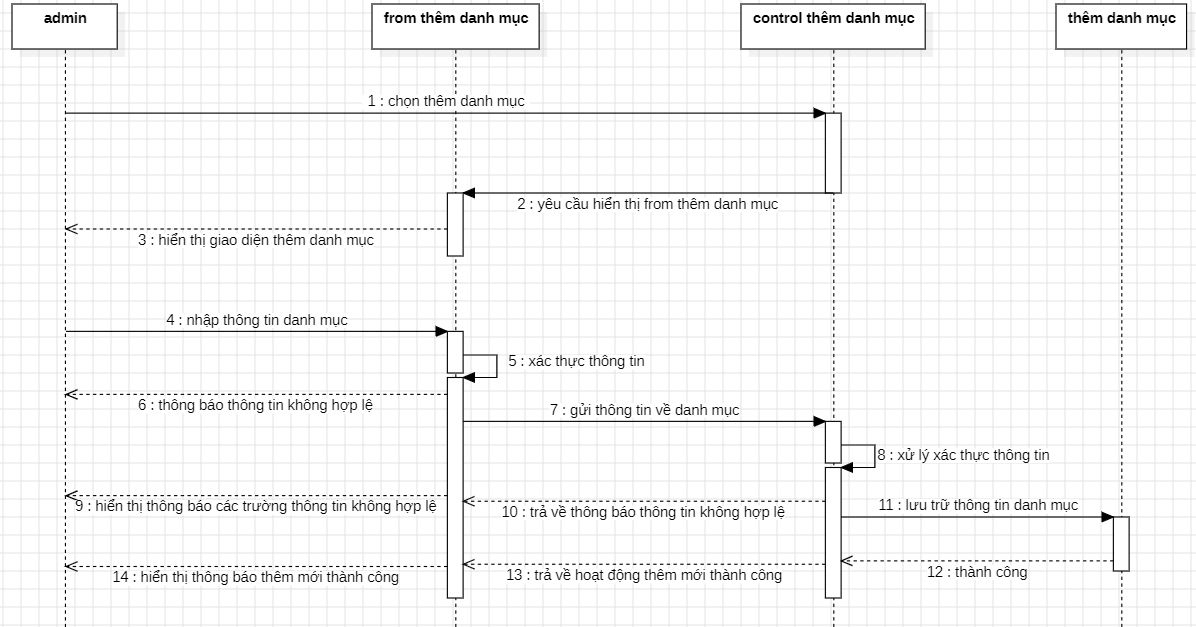 admin
from thêm danh mục
control thêm danh mục
thêm danh mục
1 : chọn thêm danh mục
2 : yêu cầu hiển thị from thêm danh mục
3 : hiển thị giao diện thêm danh mục
4 : nhập thông tin danh mục
5 : xác thực thông tin
6 : thông báo thông tin không hợp lệ
7 : gửi thông tin về danh mục
8 : xử lý xác thực thông tin
9 : hiển thị thông báo các trường thông tin không hợp lệ
10 : trả về thông báo thông tin không hợp lệ
11 : lưu trữ thông tin danh mục
12 : thành công
13 : trả về hoạt động thêm mới thành công
14 : hiển thị thông báo thêm mới thành công